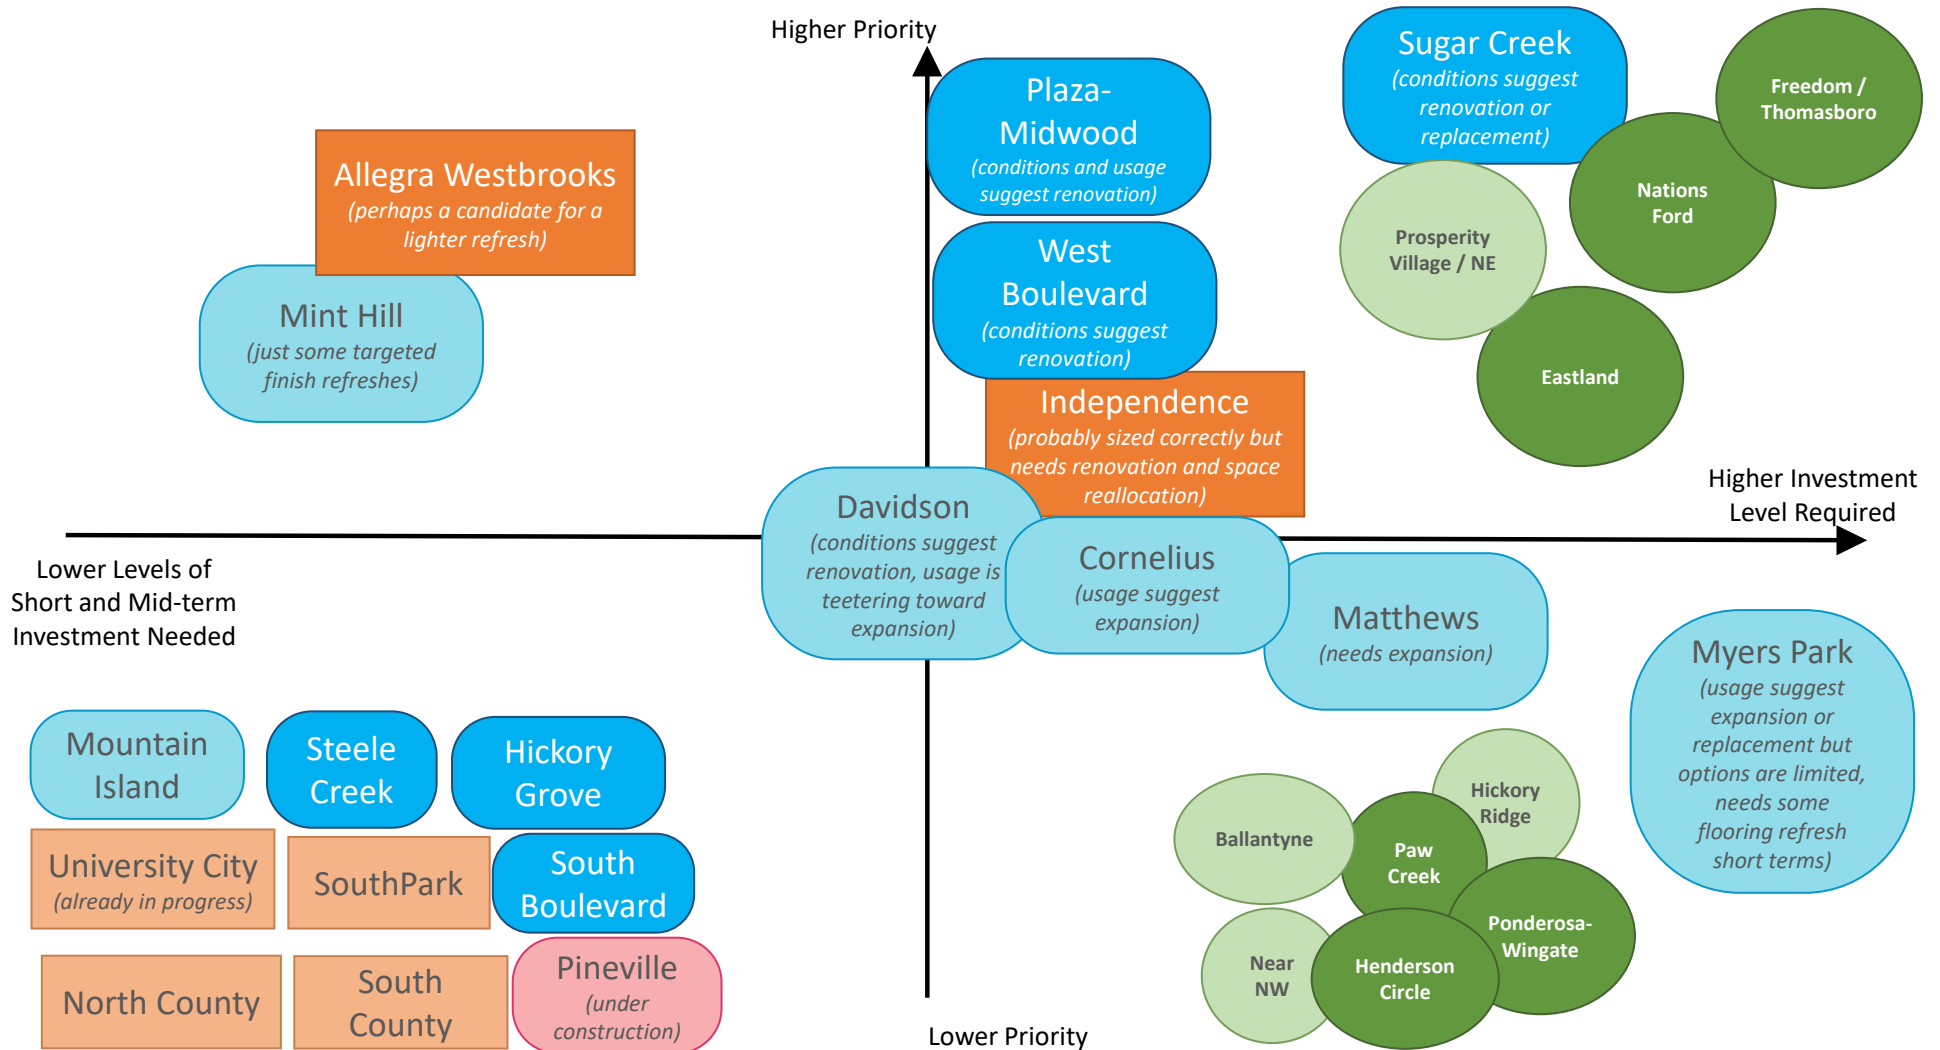 Higher Priority
Sugar Creek
(conditions suggest
renovation or
replacement)
Freedom /
Thomasboro
Plaza-
Midwood
(conditions and usage
suggest renovation)
Allegra Westbrooks
(perhaps a candidate for a
lighter refresh)
Nations
Ford
Prosperity
Village / NE
West
Boulevard
(conditions suggest
renovation)
Mint Hill
(just some targeted
finish refreshes)
Eastland
Independence
(probably sized correctly but
needs renovation and space
reallocation)
Higher Investment
Level Required
Davidson
(conditions suggest
renovation, usage is
teetering toward
expansion)
Cornelius
(usage suggest
expansion)
Lower Levels of
Short and Mid-term
Investment Needed
Matthews
(needs expansion)
Myers Park
(usage suggest
expansion or
replacement but
options are limited,
needs some
flooring refresh
short terms)
Mountain
Island
Steele
Creek
Hickory
Grove
Hickory
Ridge
Ballantyne
Paw
Creek
University City
(already in progress)
SouthPark
South
Boulevard
Ponderosa-
Wingate
Near
NW
Henderson
Circle
North County
South
County
Pineville
(under
construction)
Lower Priority